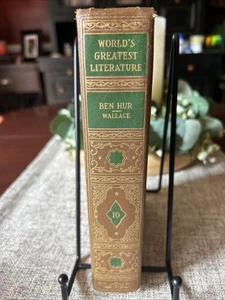 WORLD'S
GREATEST
LITERATURE
BEN HUR
WALLACE
10